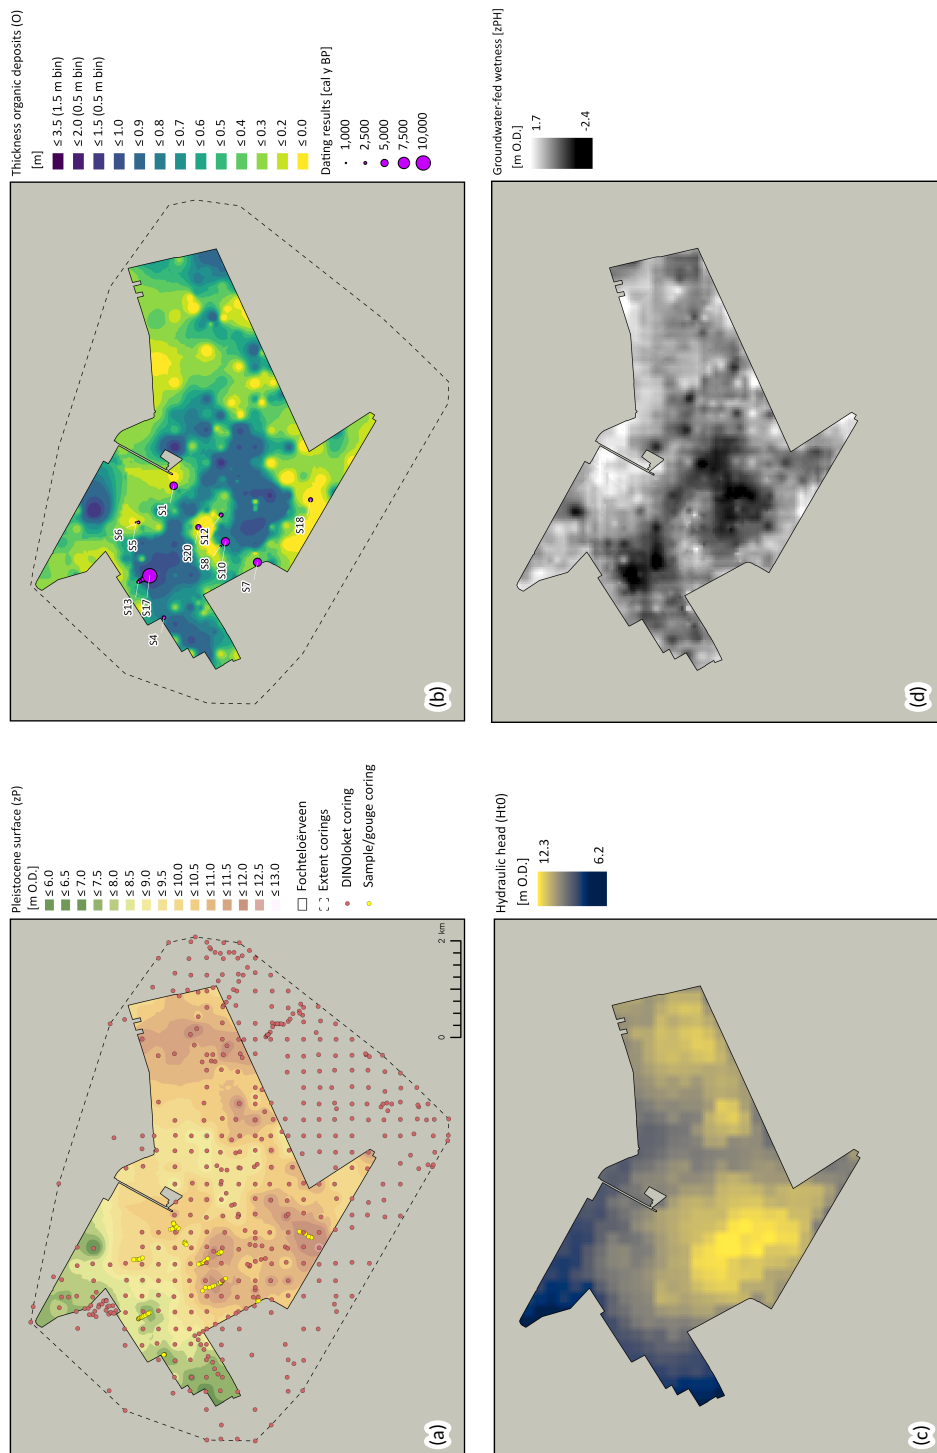 (a)
Pleistocene surface (zP)
[m O.D.]
≤ 6.0
≤ 6.5
≤ 7.0
≤ 7.5
≤ 8.0
≤ 8.5
≤ 9.0
≤ 9.5
≤ 10.0
≤ 10.5
≤ 11.0
≤ 11.5
≤ 12.0
≤ 12.5
≤ 13.0
Fochteloërveen
Extent corings
DINOloket coring
Sample/gouge coring
0
2 km
(b)
S4
S13
S17
S5
S6
S1
S20
S12
S8
S10
S7
S18
Thickness organic deposits (O)
[m]
≤ 3.5 (1.5 m bin)
≤ 2.0 (0.5 m bin)
≤ 1.5 (0.5 m bin)
≤ 1.0
≤ 0.9
≤ 0.8
≤ 0.7
≤ 0.6
≤ 0.5
≤ 0.4
≤ 0.3
≤ 0.2
≤ 0.0
Dating results [cal y BP]
1,000
2,500
5,000
7,500
10,000
(c)
Hydraulic head (Ht0)
[m O.D.]
12.3
6.2
(d)
Groundwater-fed wetness [zPH]
[m O.D.]
1.7
-2.4